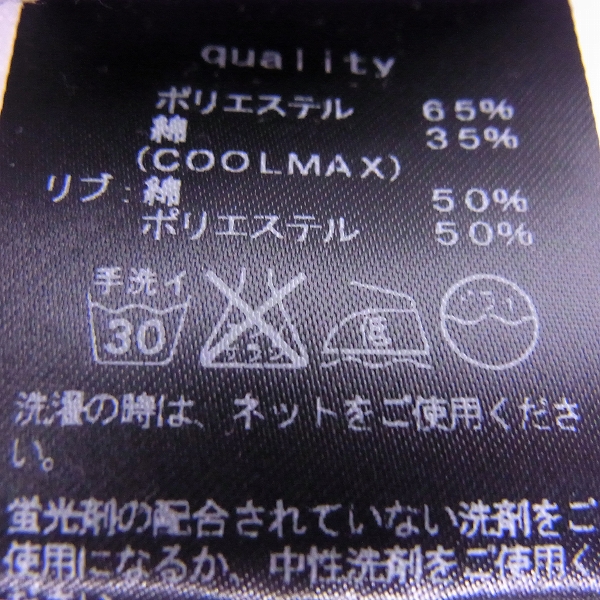 quality
ポリエステル 65%
綿 35%
(COOLMAX)
リブ:綿 50%
ポリエステル 50%
手洗イ
30
洗濯の時は、ネットをご使用くださ
い。
蛍光剤の配合されていない洗剤をご
使用になるか、中性洗剤をご使用く